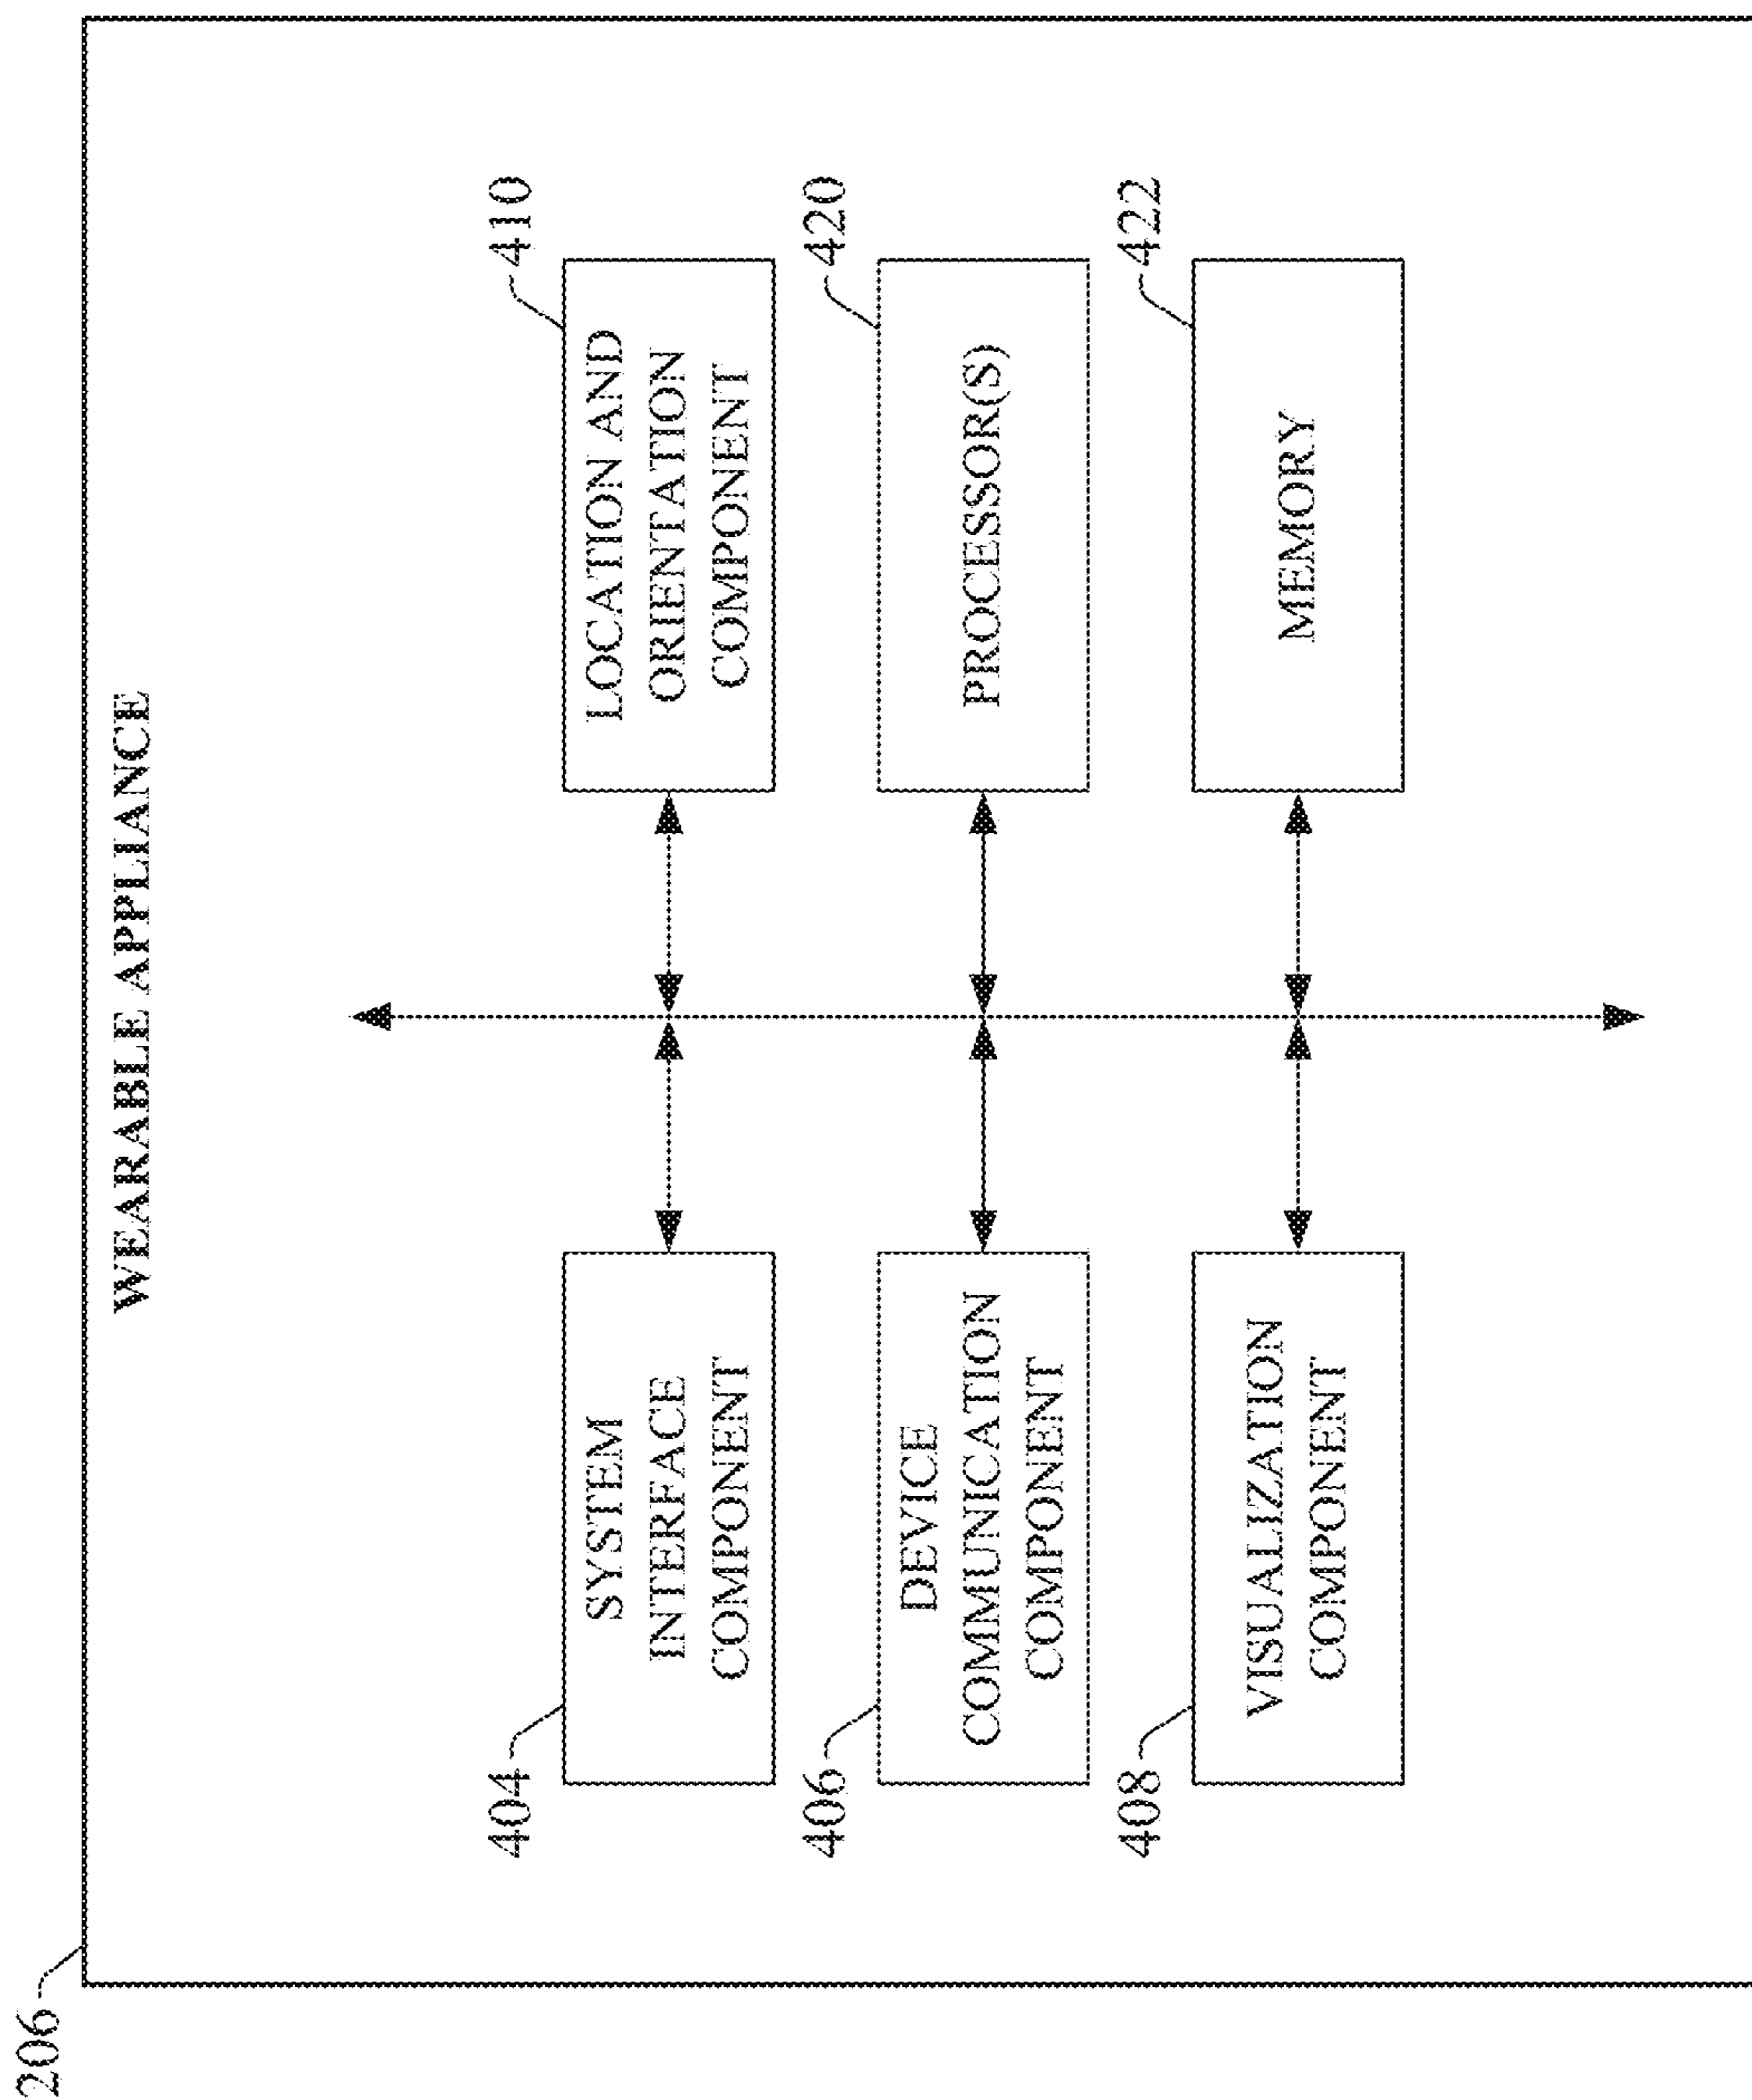 206
WEARABLE APPLIANCE
404
SYSTEM
INTERFACE
COMPONENT
410
LOCATION AND
ORIENTATION
COMPONENT
406
DEVICE
COMMUNICATION
COMPONENT
420
PROCESSOR(S)
408
VISUALIZATION
COMPONENT
422
MEMORY